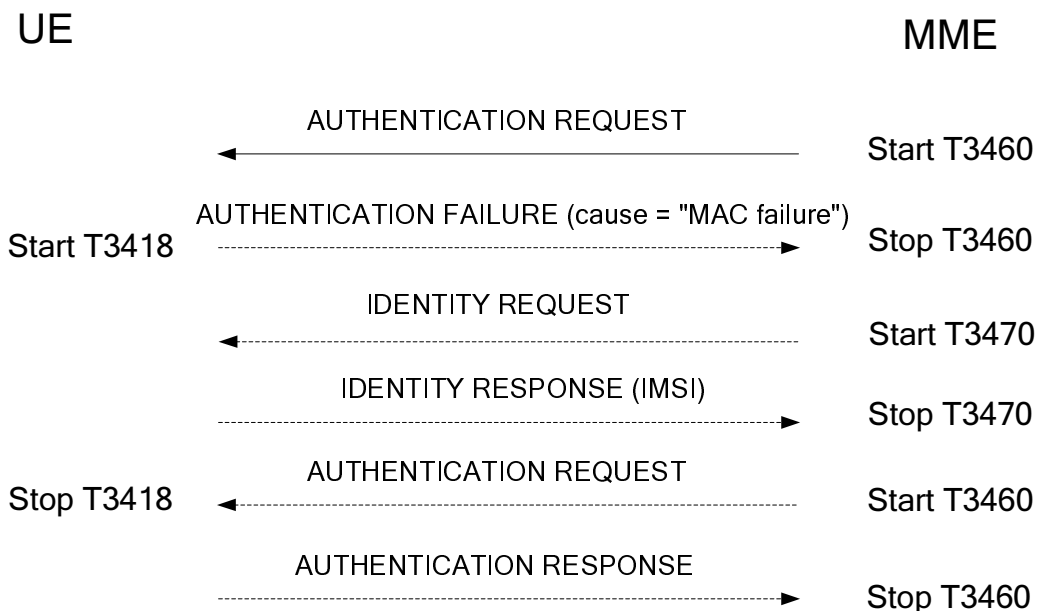 UE
MME
AUTHENTICATION REQUEST
Start T3460
AUTHENTICATION FAILURE (cause = "MAC failure")
Start T3418
Stop T3460
IDENTITY REQUEST
Start T3470
IDENTITY RESPONSE (IMSI)
Stop T3470
AUTHENTICATION REQUEST
Stop T3418
Start T3460
AUTHENTICATION RESPONSE
Stop T3460